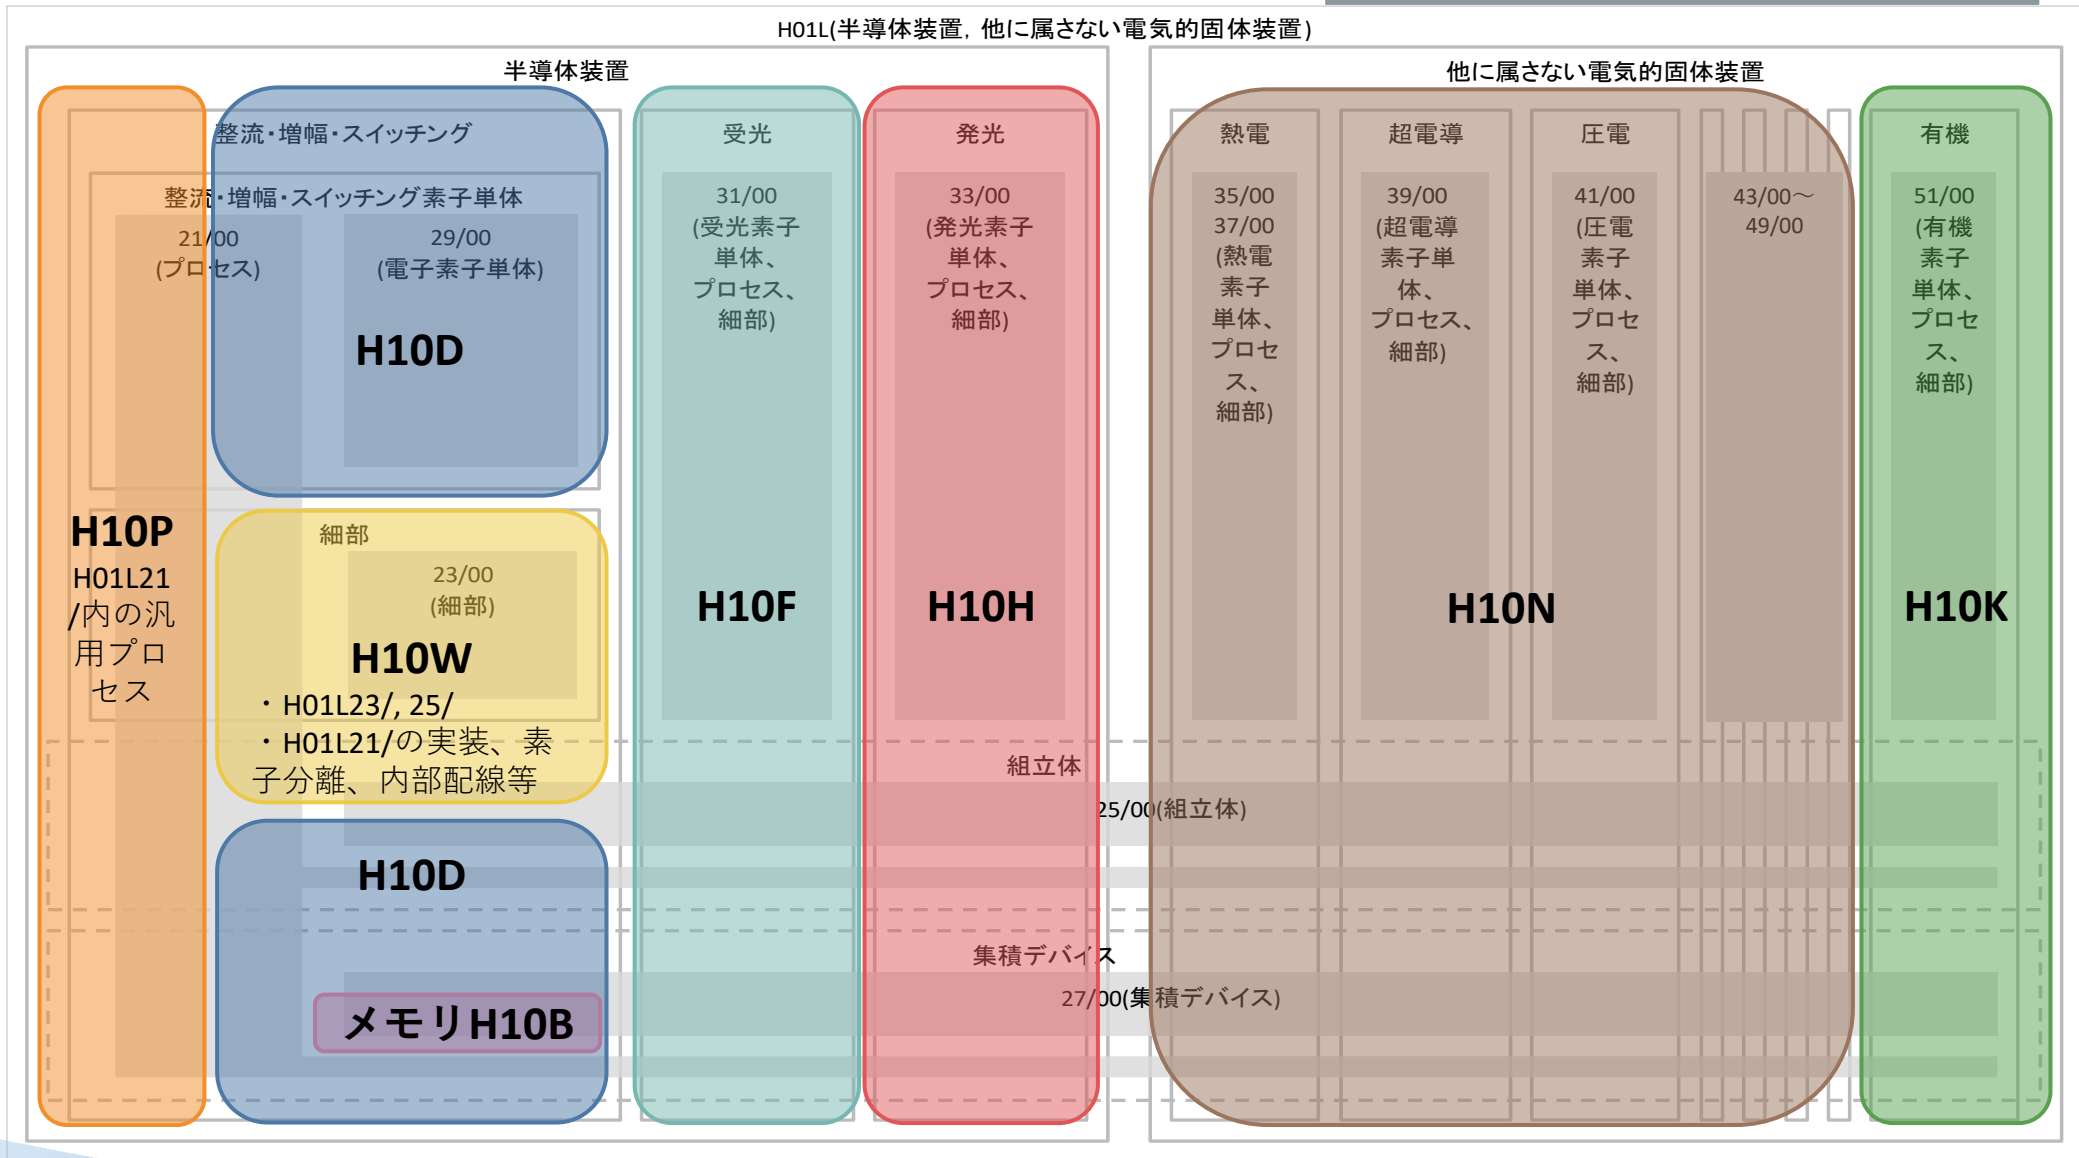 H01L(半導体装置, 他に属さない電気的固体装置)
半導体装置
他に属さない電気的固体装置
整流・増幅・スイッチング
整流・増幅・スイッチング素子単体
21/00
(プロセス)
29/00
(電子素子単体)
H10D
H10P
H01L21
/内の汎
用プロ
セス
細部
23/00
(細部)
H10W
・H01L23/, 25/
・H01L21/の実装、素
子分離、内部配線等
H10D
メモリH10B
受光
31/00
(受光素子
単体、
プロセス、
細部)
H10F
発光
33/00
(発光素子
単体、
プロセス、
細部)
H10H
組立体
25/00(組立体)
集積デバイス
27/00(集積デバイス)
熱電
35/00
37/00
(熱電
素子
単体、
プロセ
ス、
細部)
超電導
39/00
(超電導
素子単
体、
プロセス、
細部)
圧電
41/00
(圧電
素子
単体、
プロセ
ス、
細部)
43/00～
49/00
H10N
有機
51/00
(有機
素子
単体、
プロセ
ス、
細部)
H10K